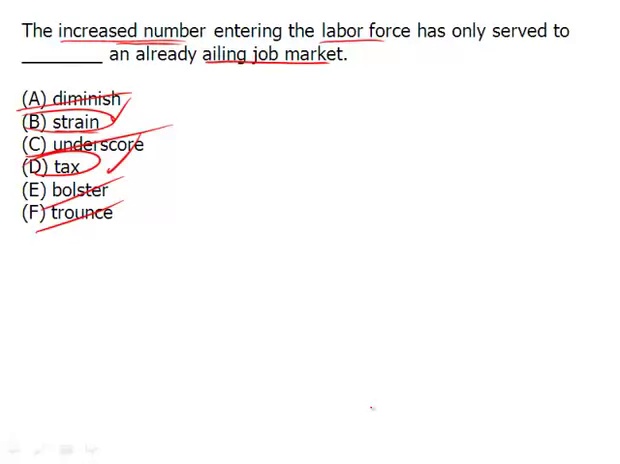 The increased number entering the labor force has only served to
________ an already ailing job market.
(A) diminish
(B) strain
(C) underscore
(D) tax
(E) bolster
(F) trounce